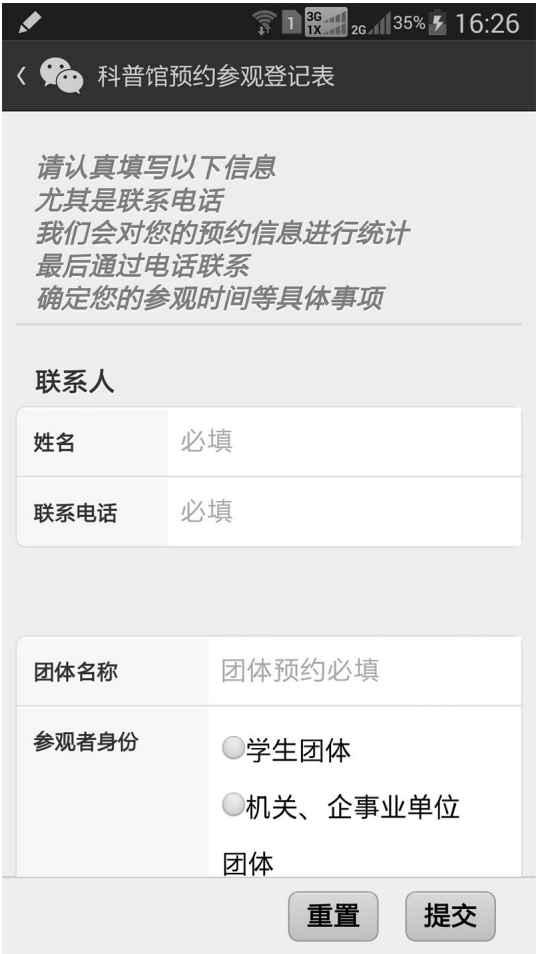 1 3G 1X 2G 35% 16:26
科普馆预约参观登记表
请认真填写以下信息
尤其是联系电话
我们会对您的预约信息进行统计
最后通过电话联系
确定您的参观时间等具体事项
联系人
姓名 必填
联系电话 必填
团体名称 团体预约必填
参观者身份 学生团体
机关、企事业单位
团体
重置 提交